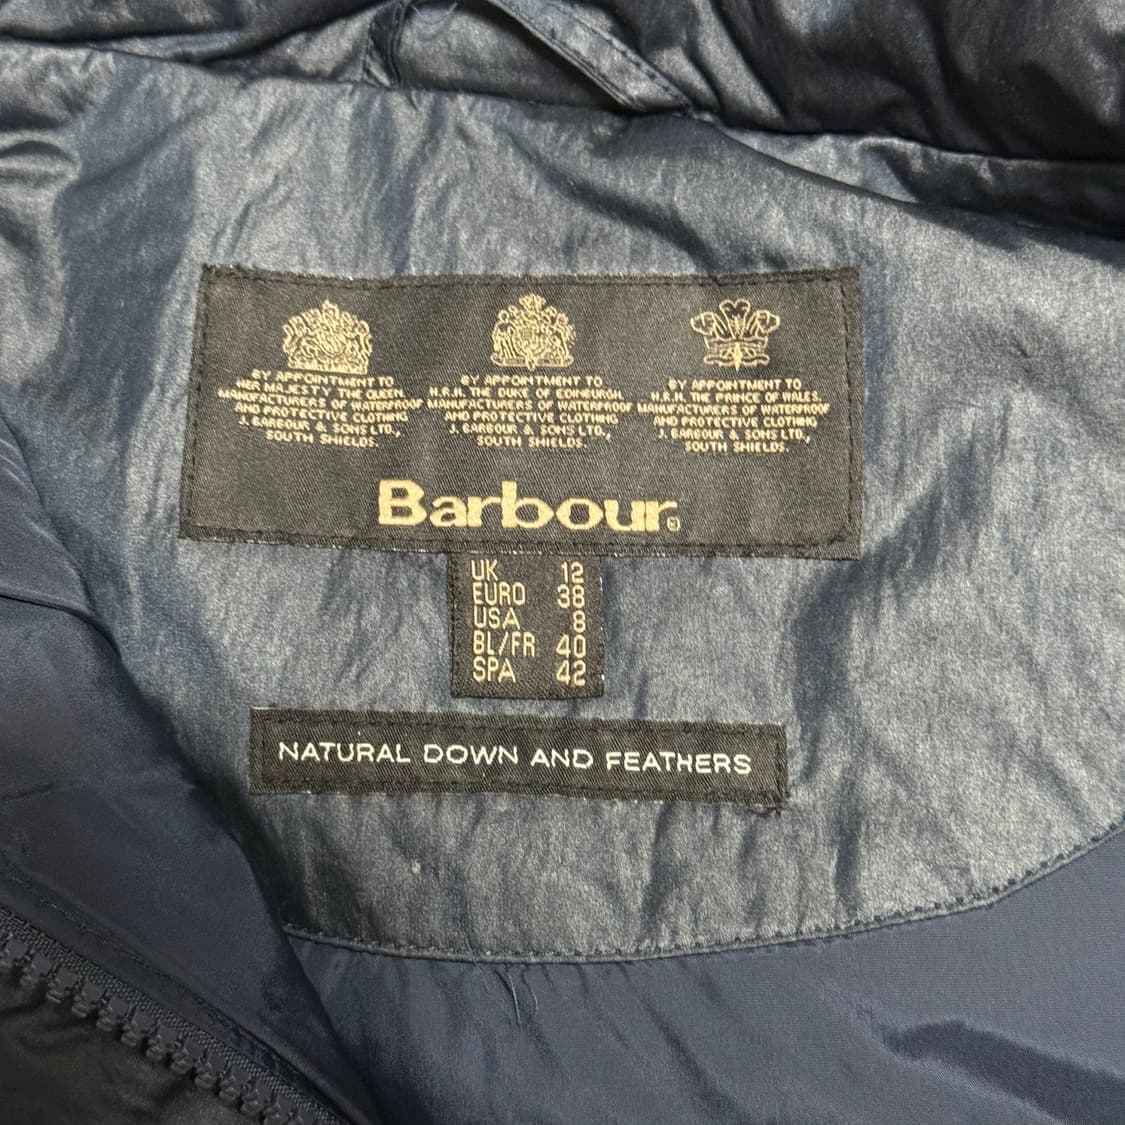 BY APPOINTMENT TO
HER MAJESTY THE QUEEN,
MANUFACTURERS OF WATERPROOF
AND PROTECTIVE CLOTHING
J. BARBOUR & SONS LTD.,
SOUTH SHIELDS.
BY APPOINTMENT TO
H.R.H. THE DUKE OF EDINBURGH,
MANUFACTURERS OF WATERPROOF
AND PROTECTIVE CLOTHING
J. BARBOUR & SONS LTD.,
SOUTH SHIELDS.
BY APPOINTMENT TO
H.R.H. THE PRINCE OF WALES,
MANUFACTURERS OF WATERPROOF
AND PROTECTIVE CLOTHING
J. BARBOUR & SONS LTD.,
SOUTH SHIELDS.
Barbour®
UK 12
EURO 38
USA 8
BL/FR 40
SPA 42
NATURAL DOWN AND FEATHERS